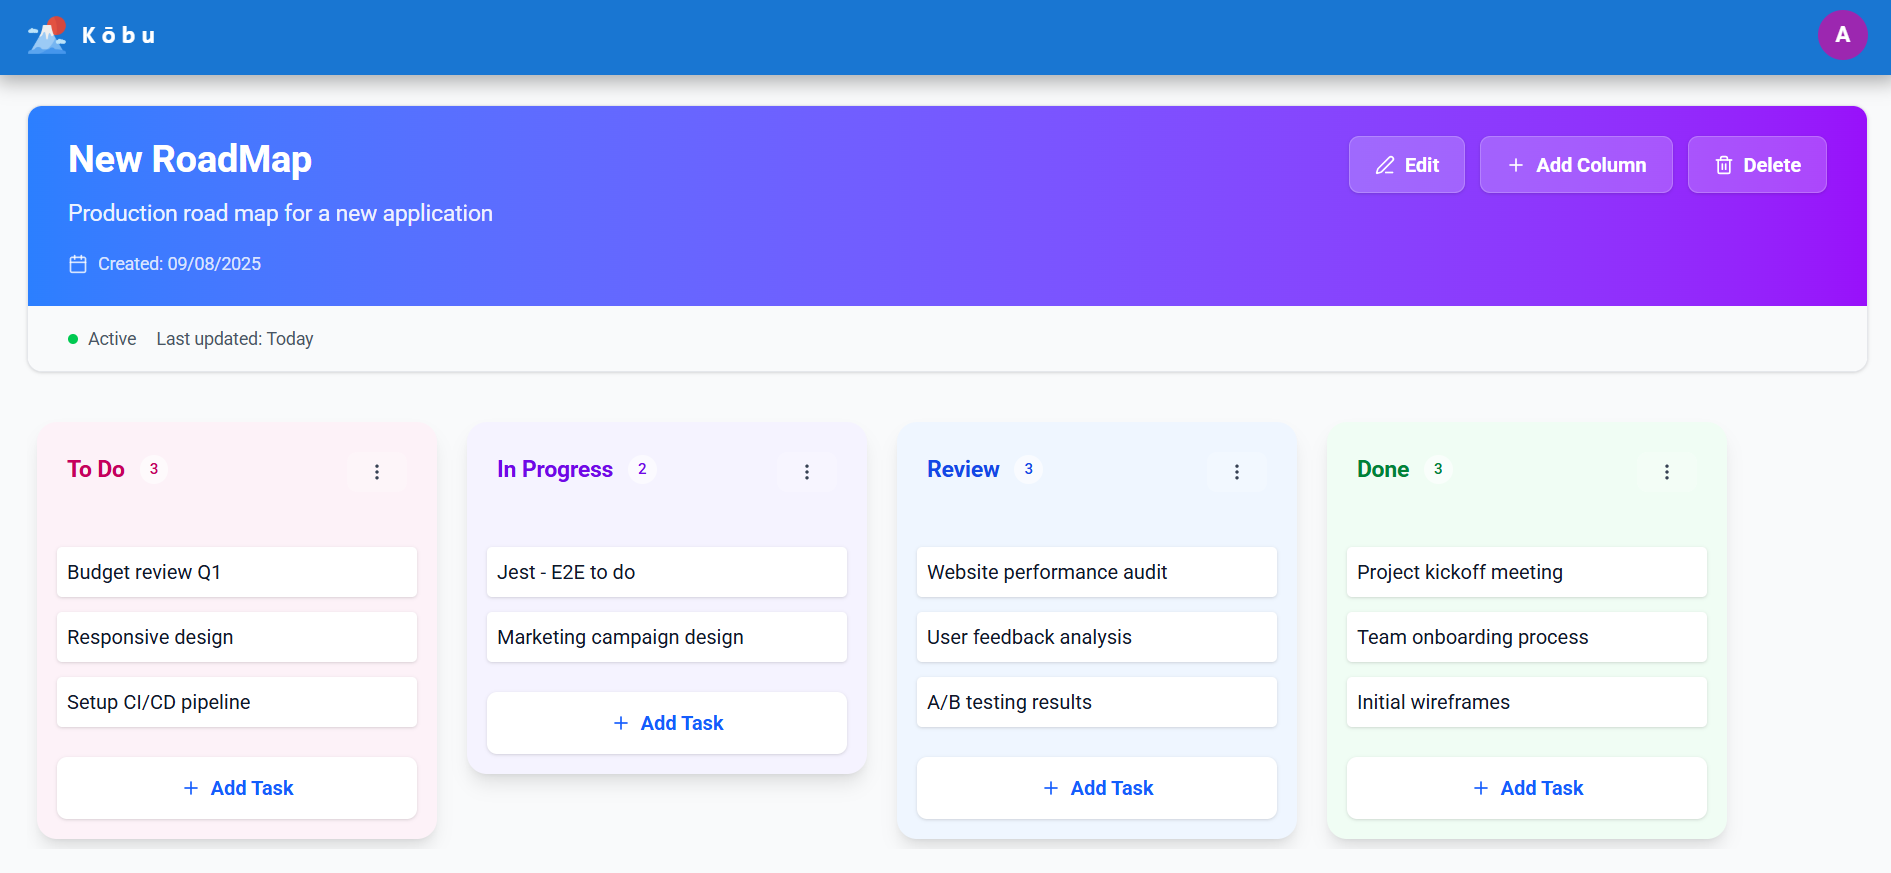 Kōbu
A
New RoadMap
Edit
Add Column
Delete
Production road map for a new application
Created: 09/08/2025
Active Last updated: Today
To Do 3
Budget review Q1
Responsive design
Setup CI/CD pipeline
+ Add Task
In Progress 2
Jest - E2E to do
Marketing campaign design
+ Add Task
Review 3
Website performance audit
User feedback analysis
A/B testing results
+ Add Task
Done 3
Project kickoff meeting
Team onboarding process
Initial wireframes
+ Add Task